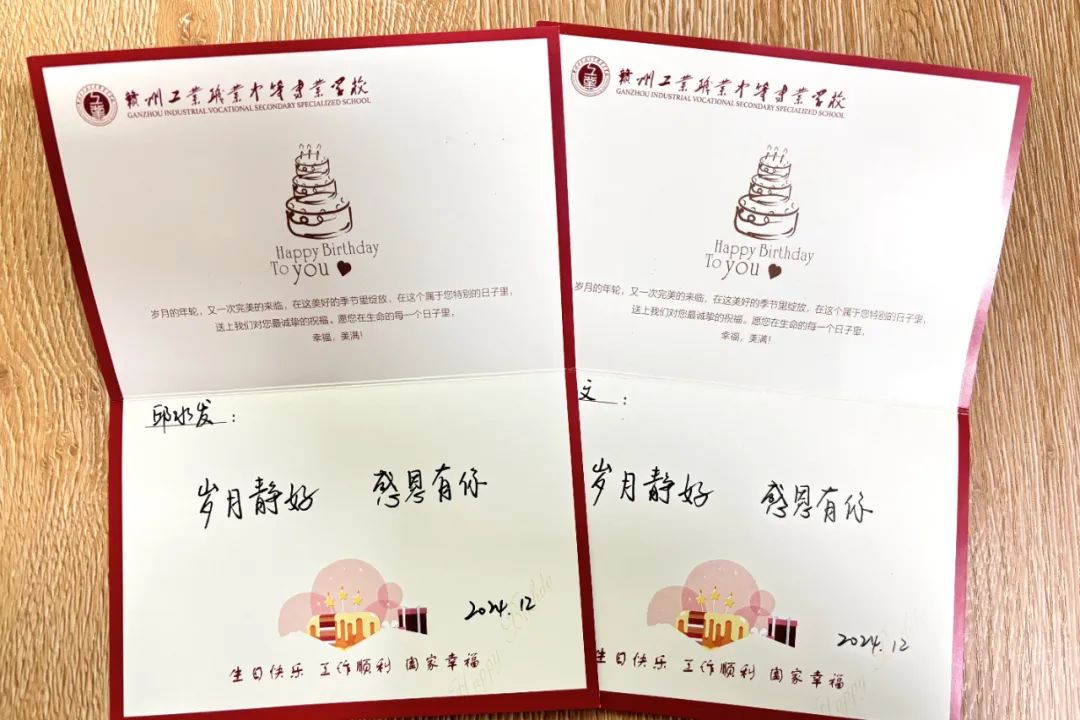 赣州工业职业中等专业学校
GANZHOU INDUSTRIAL VOCATIONAL SECONDARY SPECIALIZED SCHOOL
Happy Birthday
To you
岁月的年轮，又一次完美的来临，在这美好的季节里绽放，在这个属于您特别的日子里，
送上我们对您最诚挚的祝福。愿您在生命的每一个日子里，
幸福，美满！
邱水发：
岁月静好 感恩有你
2024.12
生日快乐 工作顺利 阖家幸福
Happy
赣州工业职业中等专业学校
GANZHOU INDUSTRIAL VOCATIONAL SECONDARY SPECIALIZED SCHOOL
Happy Birthday
To you
岁月的年轮，又一次完美的来临，在这美好的季节里绽放，在这个属于您特别的日子里，
送上我们对您最诚挚的祝福。愿您在生命的每一个日子里，
幸福，美满！
文：
岁月静好 感恩有你
2024.12
生日快乐 工作顺利 阖家幸福
Happy